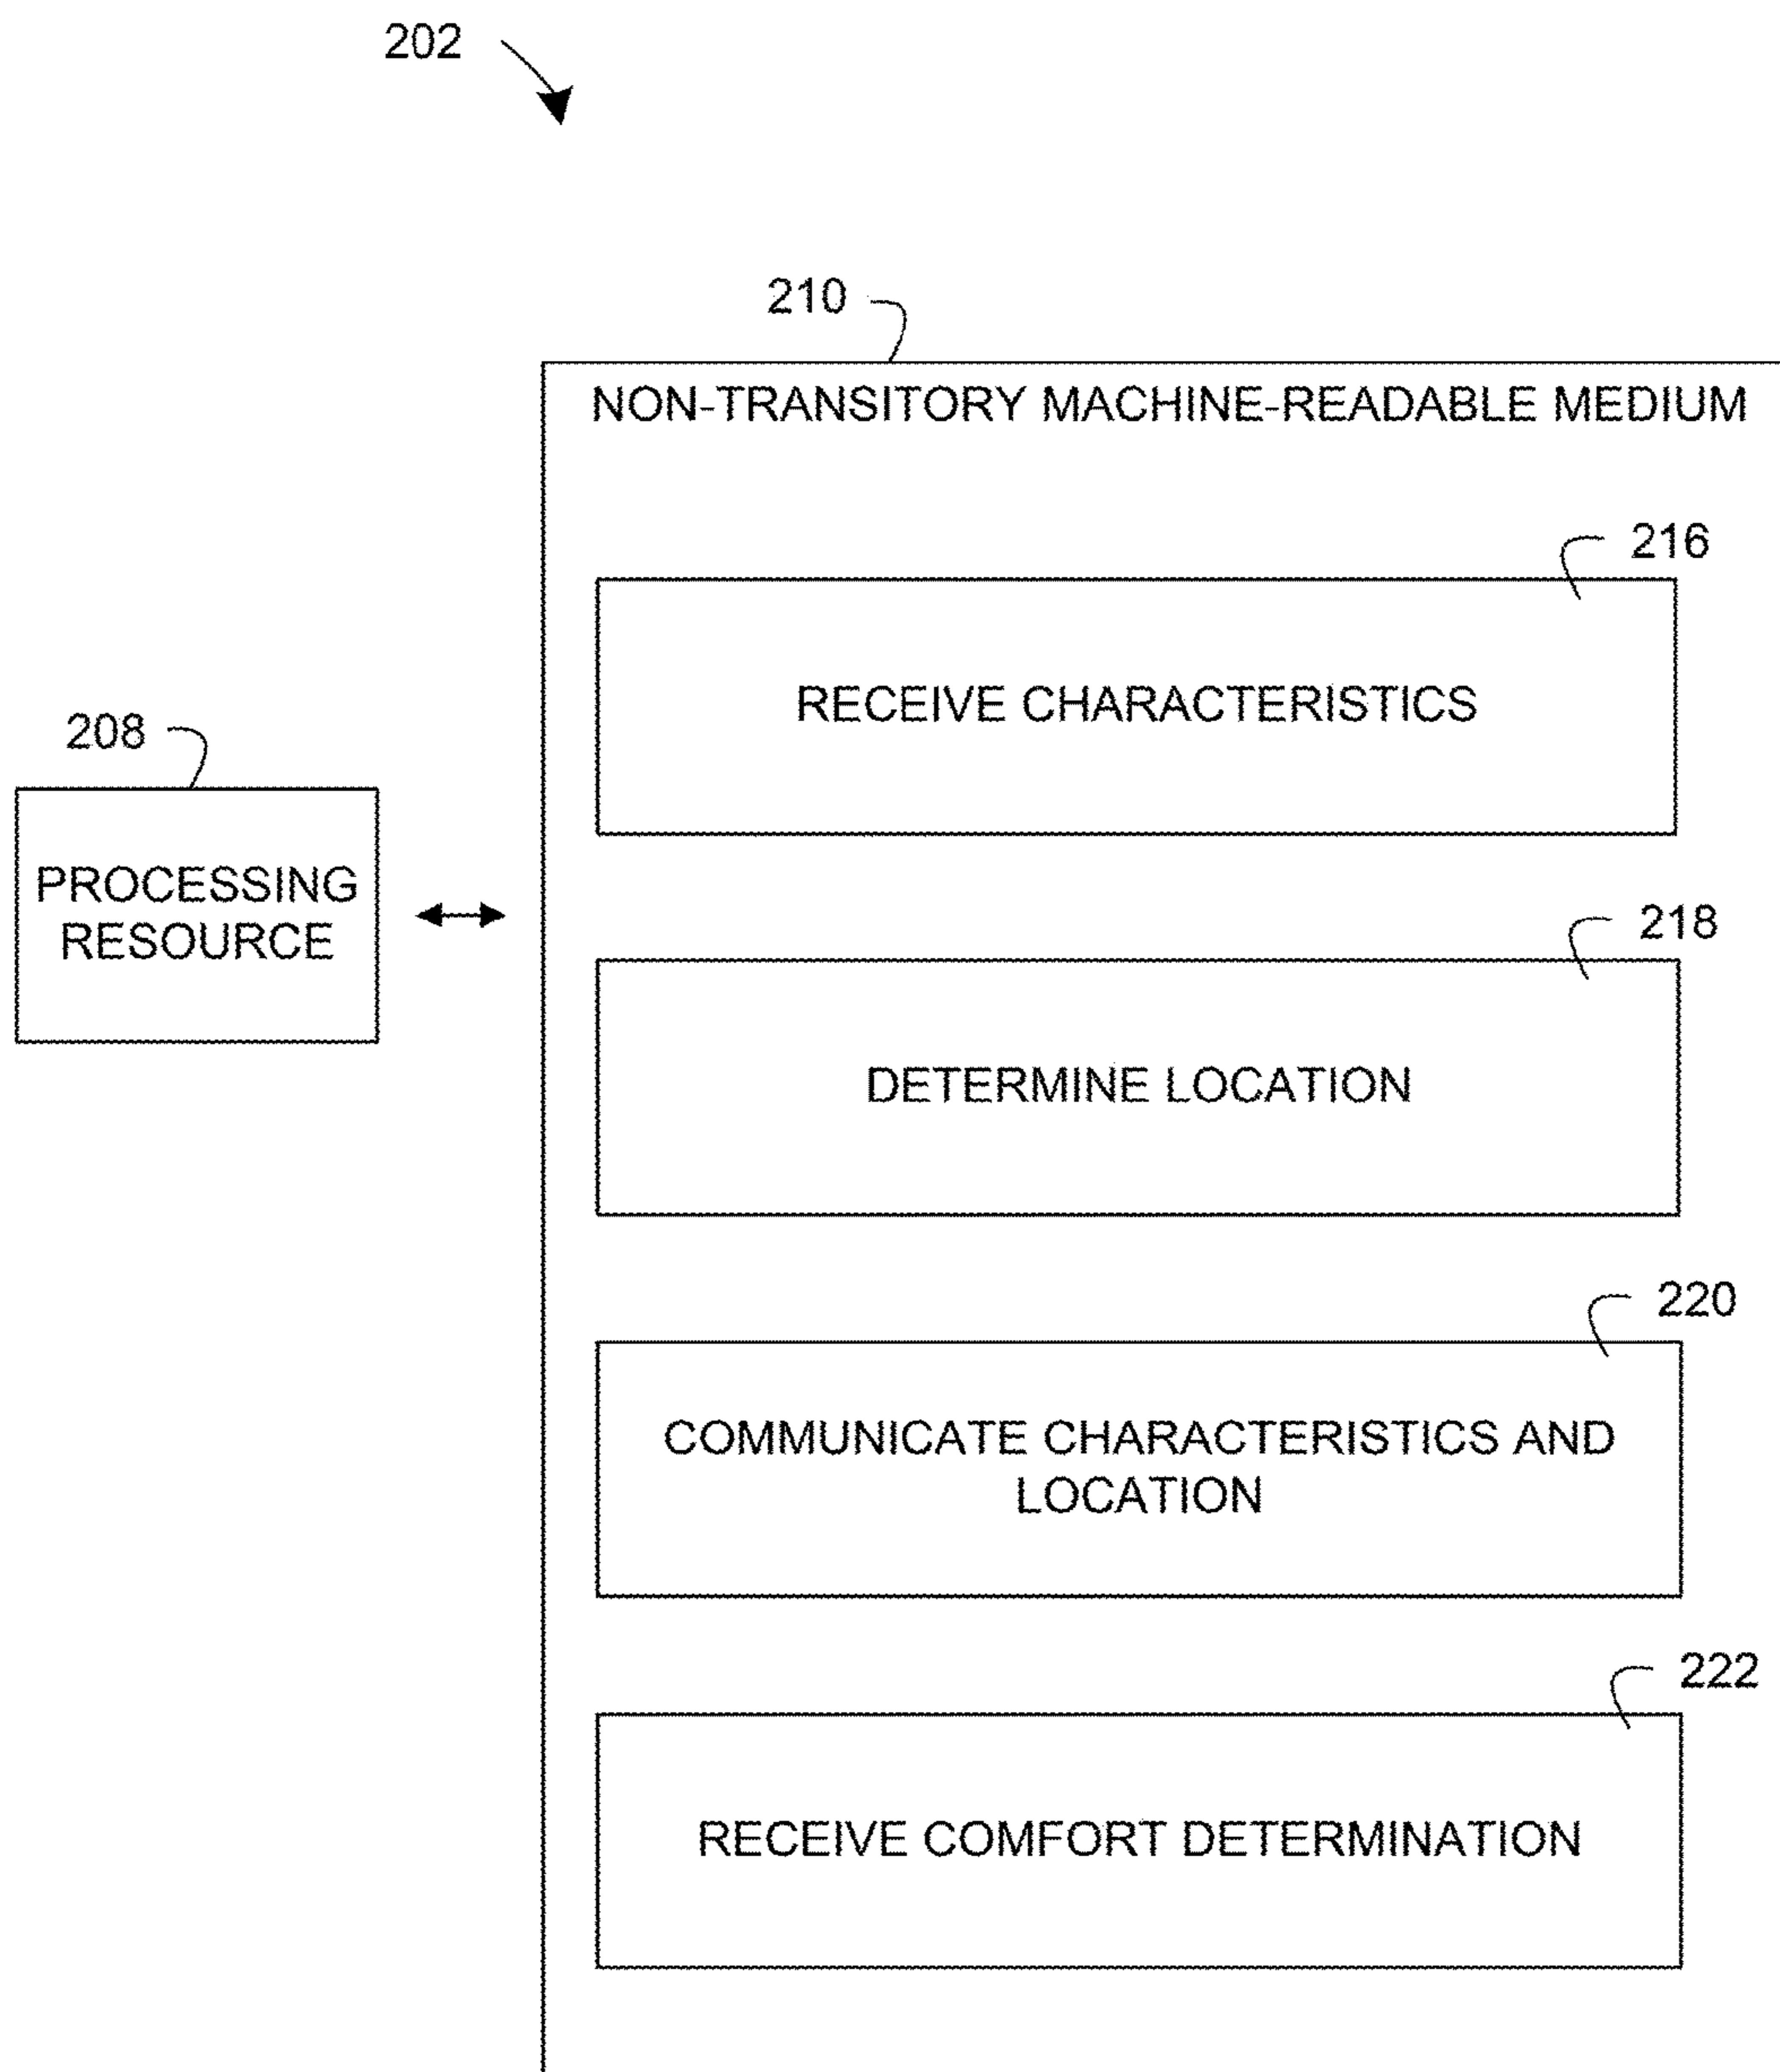 202
210
NON-TRANSITORY MACHINE-READABLE MEDIUM
216
RECEIVE CHARACTERISTICS
208
PROCESSING
RESOURCE
218
DETERMINE LOCATION
220
COMMUNICATE CHARACTERISTICS AND
LOCATION
222
RECEIVE COMFORT DETERMINATION